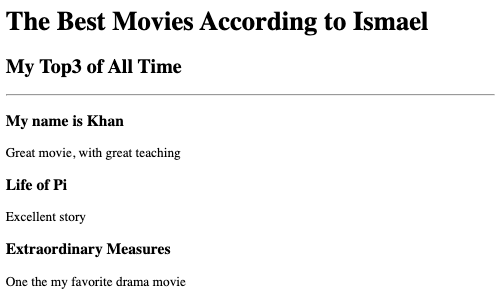 The Best Movies According to Ismael
My Top3 of All Time
My name is Khan
Great movie, with great teaching
Life of Pi
Excellent story
Extraordinary Measures
One the my favorite drama movie